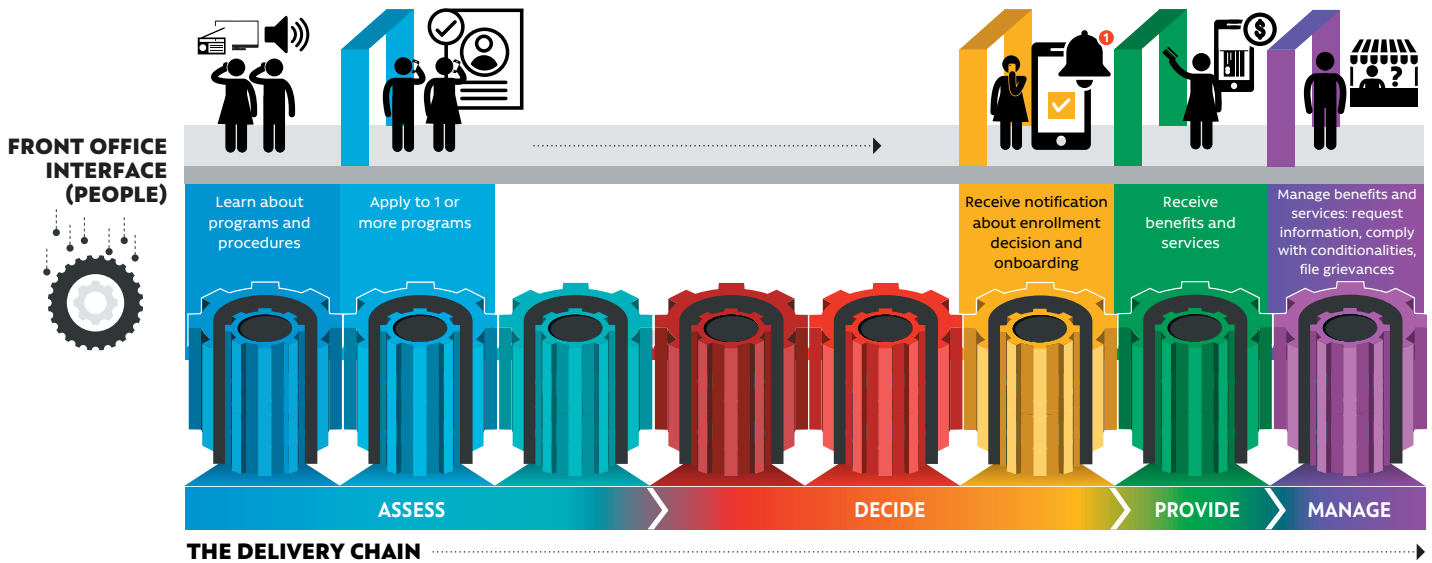 1
$
?
FRONT OFFICE
INTERFACE
(PEOPLE)
Learn about
programs and
procedures
Apply to 1 or
more programs
Receive notification
about enrollment
decision and
onboarding
Receive
benefits and
services
Manage benefits and
services: request
information, comply
with conditionalities,
file grievances
ASSESS
DECIDE
PROVIDE
MANAGE
THE DELIVERY CHAIN